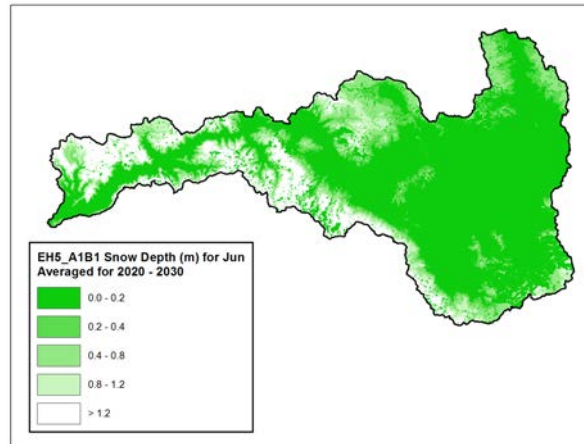 EH5_A1B1 Snow Depth (m) for Jun
Averaged for 2020 - 2030
0.0 - 0.2
0.2 - 0.4
0.4 - 0.8
0.8 - 1.2
> 1.2